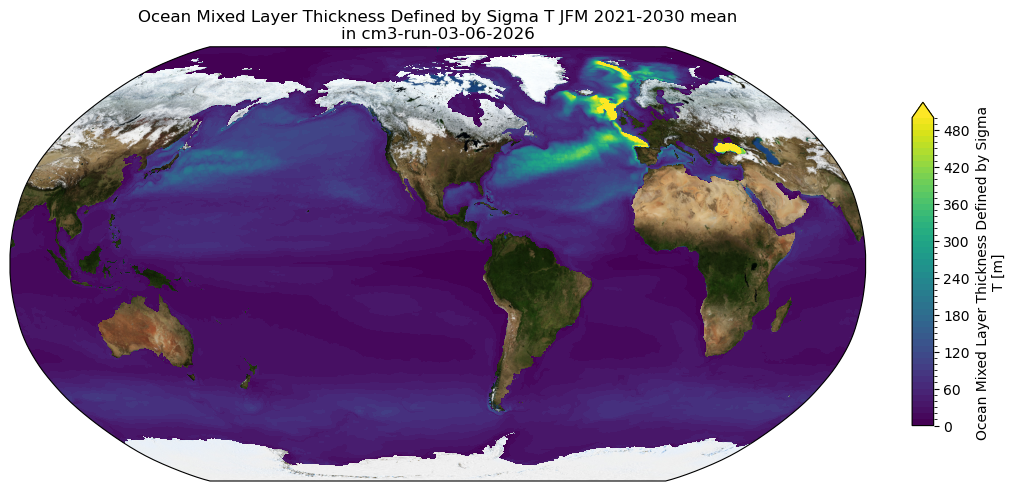 Ocean Mixed Layer Thickness Defined by Sigma T JFM 2021-2030 mean
in cm3-run-03-06-2026
480
420
360
300
240
180
120
60
0
Ocean Mixed Layer Thickness Defined by Sigma
T [m]